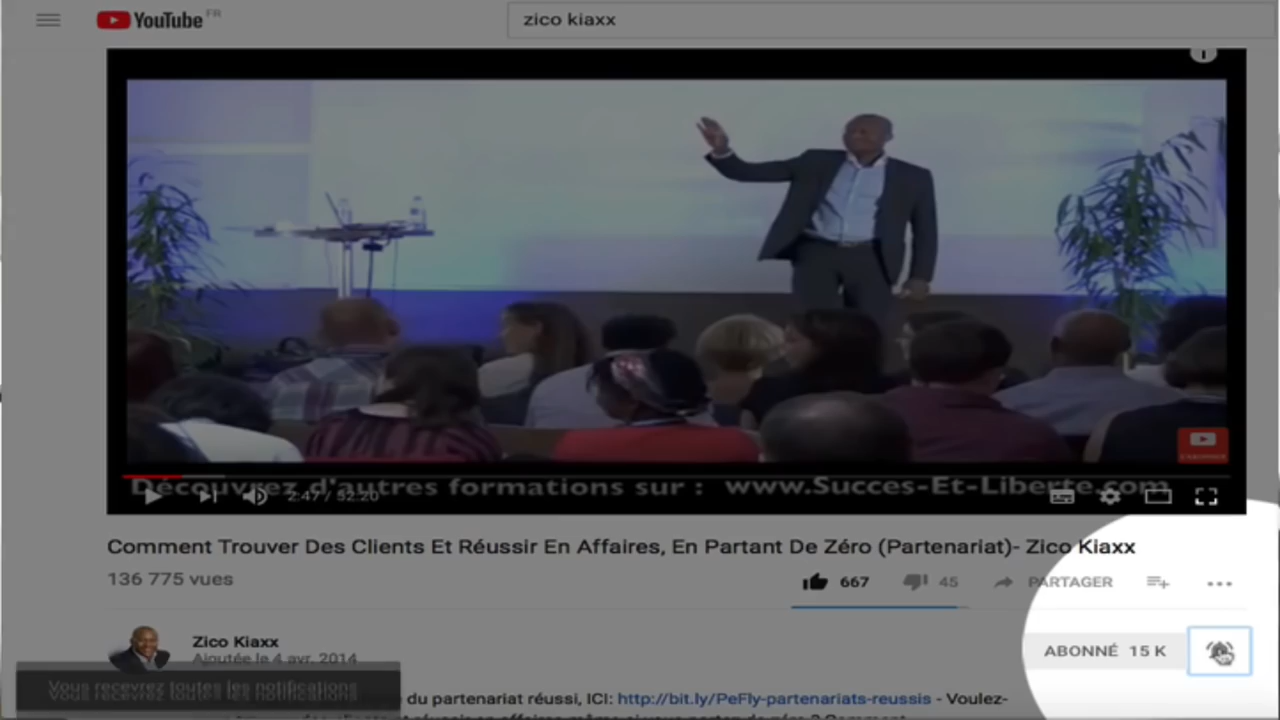 YouTube FR
zico kiaxx
S'ABONNER
Découvrez d'autres formations sur : www.Succes-Et-Liberte.com
2:47 / 52:20
Comment Trouver Des Clients Et Réussir En Affaires, En Partant De Zéro (Partenariat)- Zico Kiaxx
136 775 vues
667 45 PARTAGER
Zico Kiaxx
Ajoutée le 4 avr. 2014
ABONNÉ 15 K
Vous recevrez toutes les notifications
du partenariat réussi, ICI: http://bit.ly/PeFly-partenariats-reussis - Voulez-